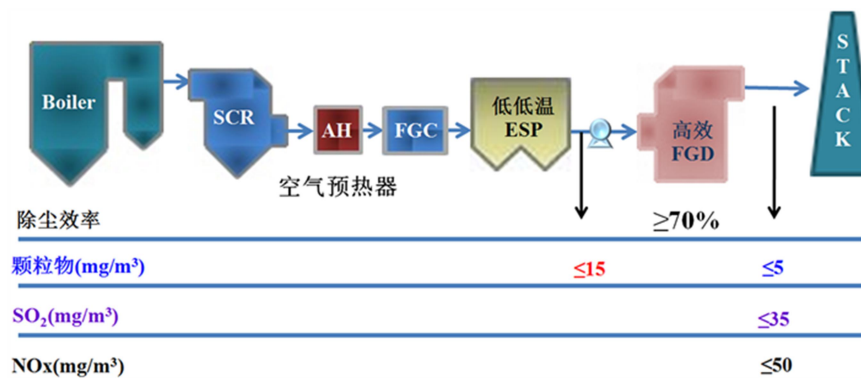 Boiler
SCR
AH
FGC
低低温
ESP
高效
FGD
STACK
空气预热器
除尘效率
≥70%
颗粒物(mg/m³)
≤15
≤5
SO₂(mg/m³)
≤35
NOx(mg/m³)
≤50